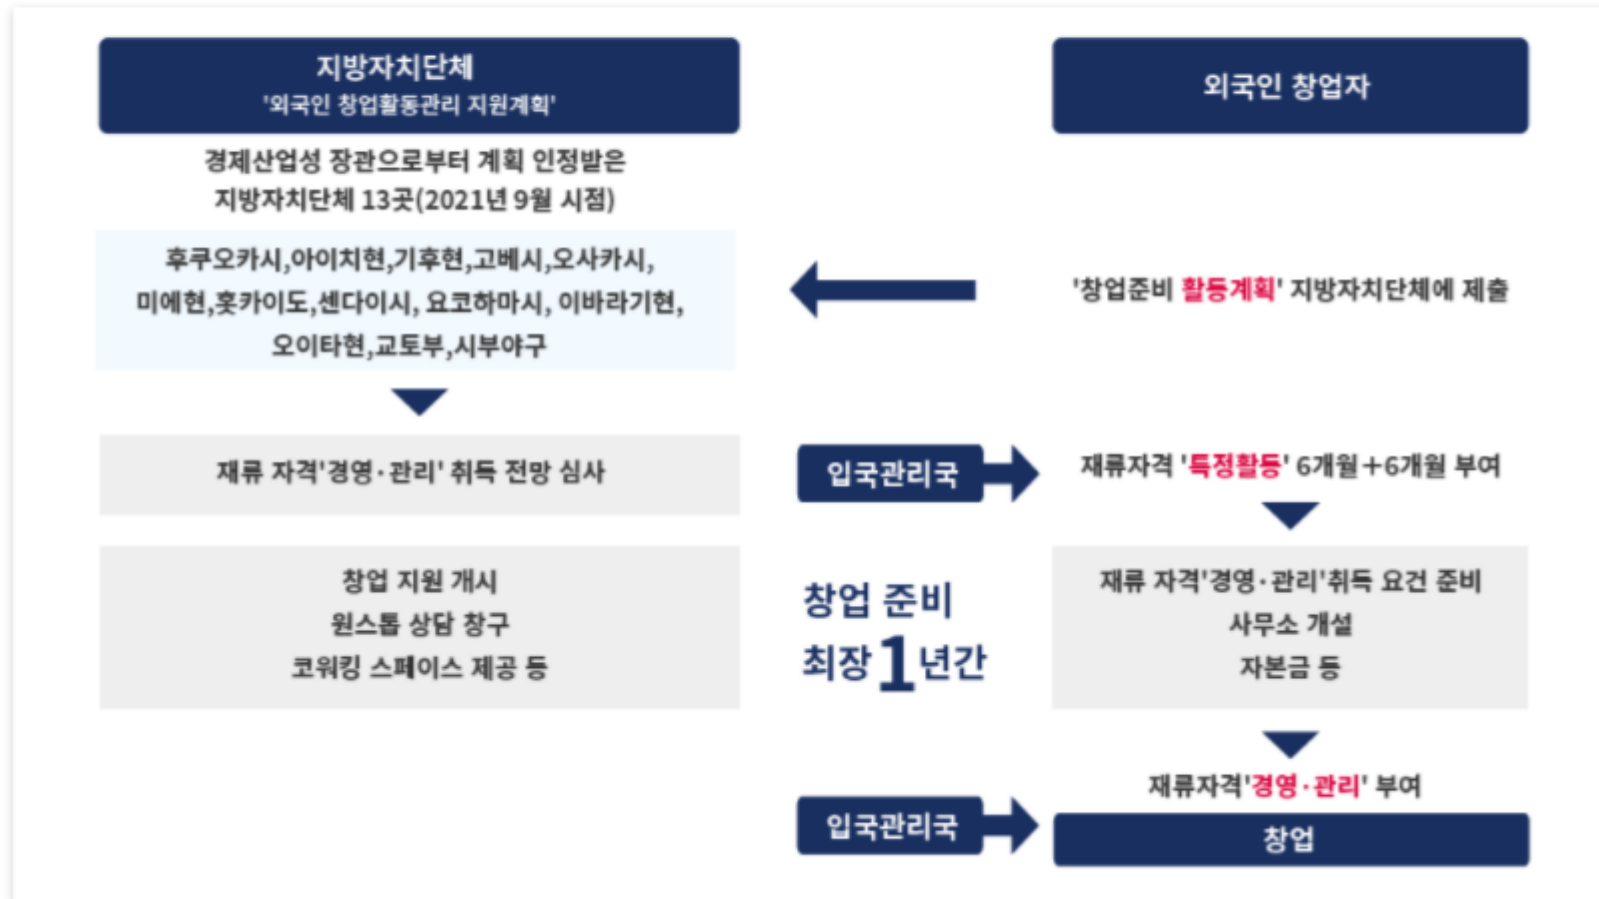 지방자치단체
'외국인 창업활동관리 지원계획'
외국인 창업자
경제산업성 장관으로부터 계획 인정받은
지방자치단체 13곳(2021년 9월 시점)
후쿠오카시,아이치현,기후현,고베시,오사카시,
미에현,홋카이도,센다이시, 요코하마시, 이바라기현,
오이타현,교토부,시부야구
'창업준비 활동계획' 지방자치단체에 제출
재류 자격'경영·관리' 취득 전망 심사
입국관리국
재류자격 '특정활동' 6개월+6개월 부여
창업 지원 개시
원스톱 상담 창구
코워킹 스페이스 제공 등
창업 준비
최장 1년간
재류 자격'경영·관리'취득 요건 준비
사무소 개설
자본금 등
재류자격'경영·관리' 부여
입국관리국
창업